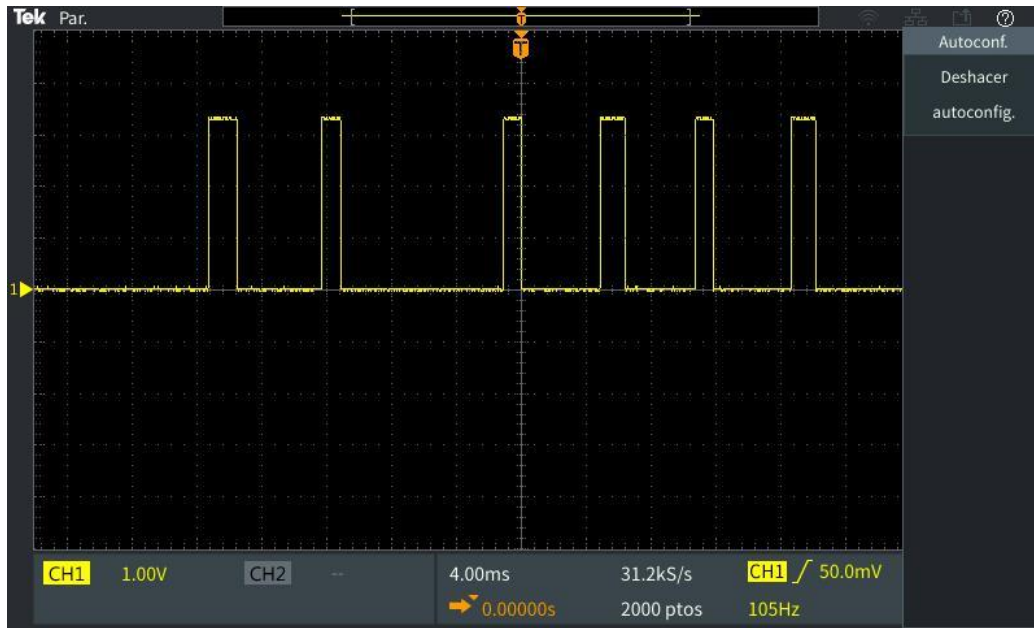 Tek Par.
T
T
1
Autoconf.
Deshacer
autoconfig.
CH1 1.00V CH2 -- 4.00ms 31.2kS/s CH1 50.0mV
0.00000s 2000 ptos 105Hz